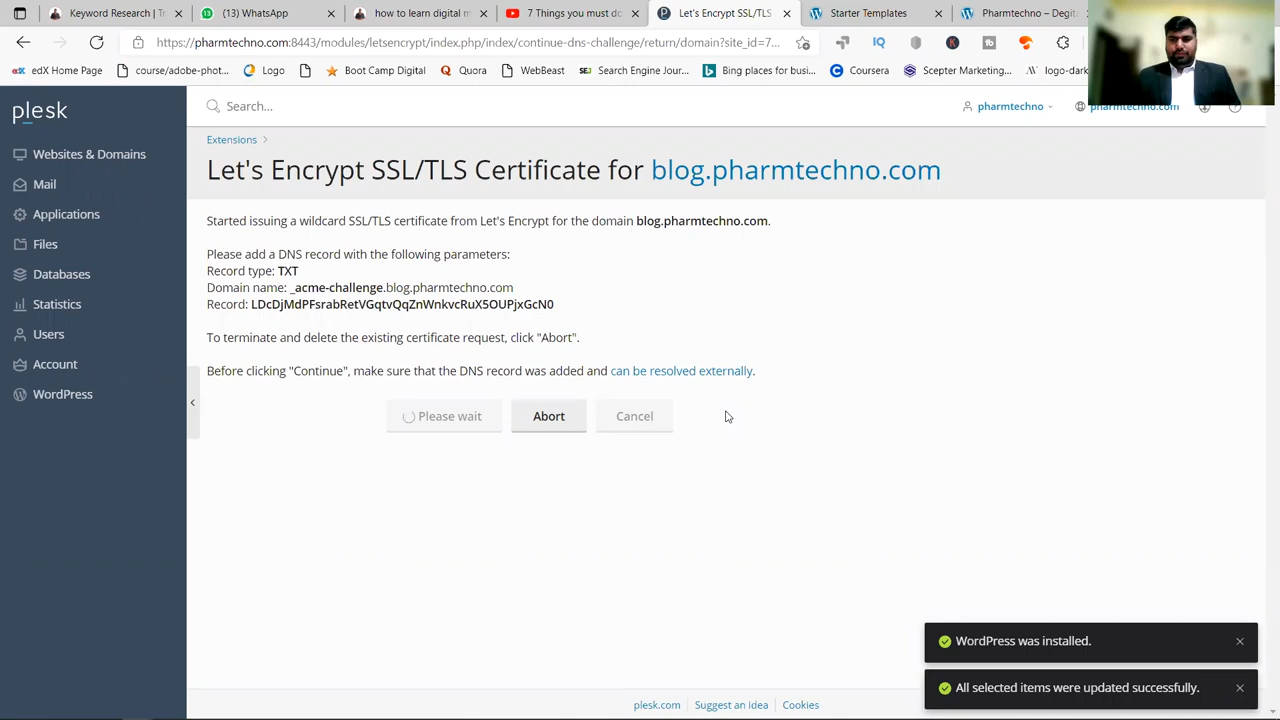 Keyword Research | Tr
(13) WhatsApp
how to learn digital m
7 Things you must do
Let's Encrypt SSL/TLS
Starter Templates
Pharmtechno – Degita
https://pharmtechno.com:8443/modules/letsencrypt/index.php/index/continue-dns-challenge/return/domain?site_id=7...
edX Home Page
course/adobe-phot...
Logo
Boot Camp Digital
Quora
WebBeast
Search Engine Jour...
Bing places for busi...
Coursera
Scepter Marketing...
logo-dark
plesk
Search...
pharmtechno
pharmtechno.com
Websites & Domains
Mail
Applications
Files
Databases
Statistics
Users
Account
WordPress
Extensions
Let's Encrypt SSL/TLS Certificate for blog.pharmtechno.com
Started issuing a wildcard SSL/TLS certificate from Let's Encrypt for the domain blog.pharmtechno.com.
Please add a DNS record with the following parameters:
Record type: TXT
Domain name: _acme-challenge.blog.pharmtechno.com
Record: LDcDjMdPFsrabRetVGqtvQqZnWnkvcRuX5OUPjxGcN0
To terminate and delete the existing certificate request, click "Abort".
Before clicking "Continue", make sure that the DNS record was added and can be resolved externally.
Please wait
Abort
Cancel
WordPress was installed.
All selected items were updated successfully.
plesk.com
Suggest an idea
Cookies